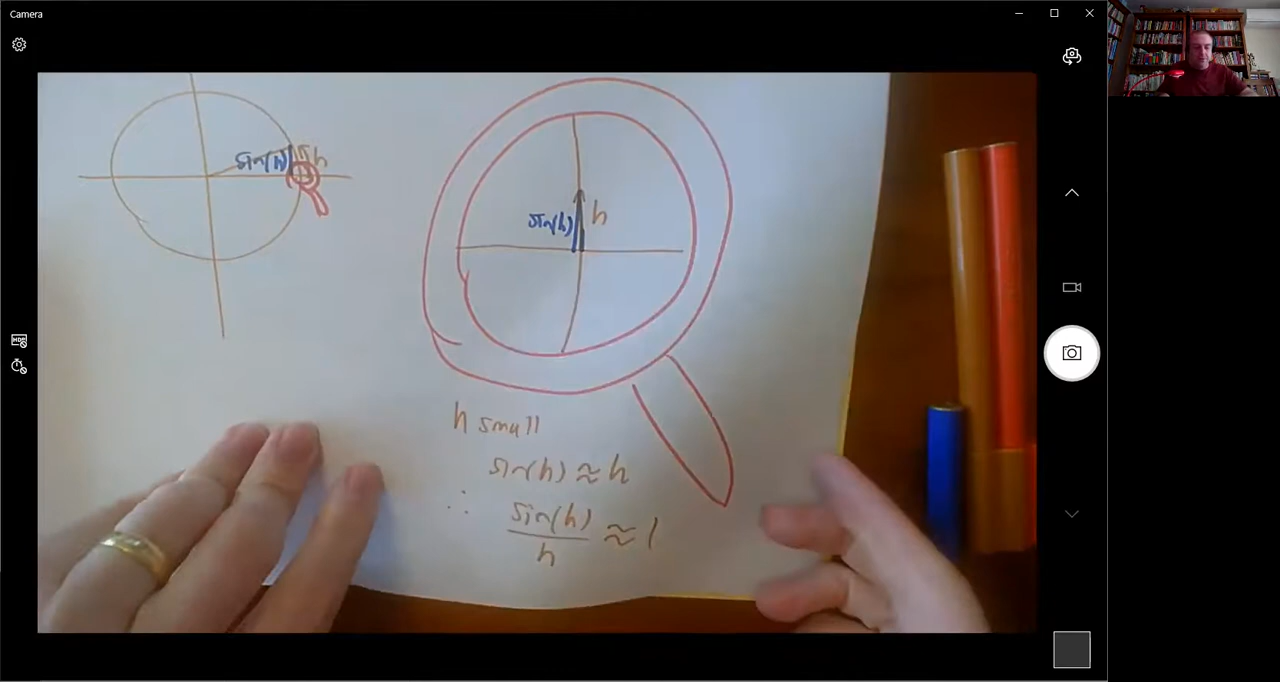 Camera
sin(h) h
sin(h) h
h small
sin(h) ≈ h
∴ sin(h)/h ≈ 1